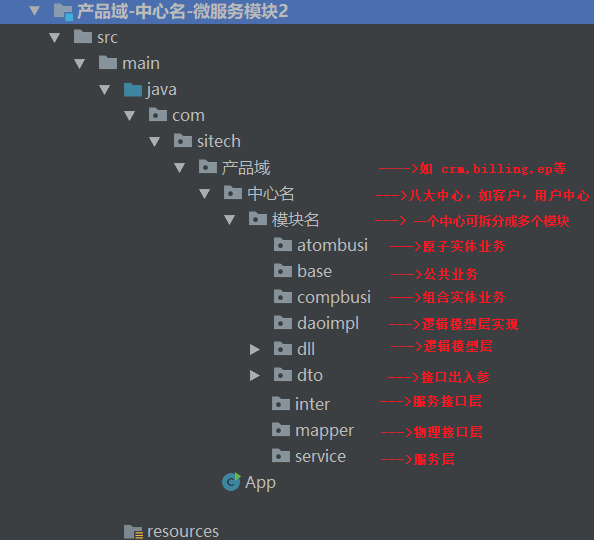 产品域-中心名-微服务模块2
src
main
java
com
sitech
产品域 ---->如 crm.billing.ep等
中心名 --->八大中心，如客户，用户中心
模块名 ---> 一个中心可拆分成多个模块
atombusi --->原子实体业务
base --->公共业务
compbusi --->组合实体业务
daoimpl --->逻辑模型层实现
dll --->逻辑模型层
dto --->接口出入参
inter --->服务接口层
mapper --->物理接口层
service --->服务层
App
resources